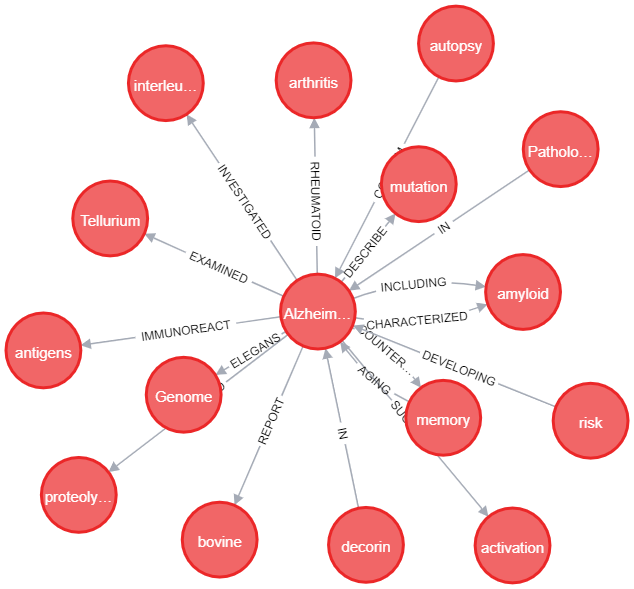 autopsy
interleu...
arthritis
Patholo...
mutation
INVESTIGATED
RHEUMATOID
Tellurium
IN
DESCRIBE
EXAMINED
INCLUDING
amyloid
Alzheim...
CHARACTERIZED
IMMUNOREACT
antigens
ELEGANS
COUNTER...
DEVELOPING
Genome
AGING
memory
risk
REPORT
IN
proteoly...
bovine
decorin
activation